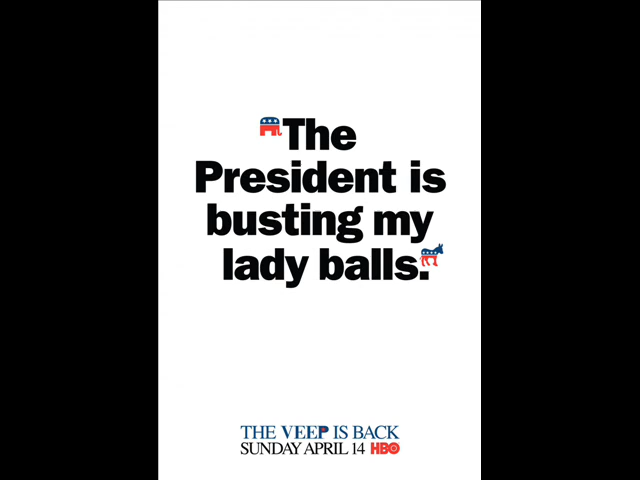 The
President is
busting my
lady balls.
THE VEEP IS BACK
SUNDAY APRIL 14 HBO